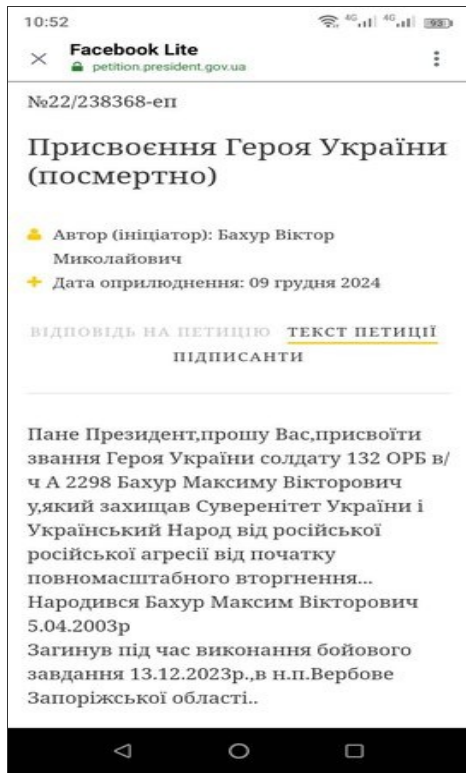 10:52
4G 4G 93
Facebook Lite
petition.president.gov.ua
№22/238368-еп
Присвоєння Героя України
(посмертно)
Автор (ініціатор): Бахур Віктор
Миколайович
Дата оприлюднення: 09 грудня 2024
ВІДПОВІДЬ НА ПЕТИЦІЮ ТЕКСТ ПЕТИЦІЇ
ПІДПИСАНТИ
Пане Президент,прошу Вас,присвоїти
звання Героя України солдату 132 ОРБ в/
ч А 2298 Бахур Максиму Вікторович
у,який захищав Суверенітет України і
Український Народ від російської
російської агресії від початку
повномасштабного вторгнення...
Народився Бахур Максим Вікторович
5.04.2003р
Загинув під час виконання бойового
завдання 13.12.2023р.,в н.п.Вербове
Запоріжської області..